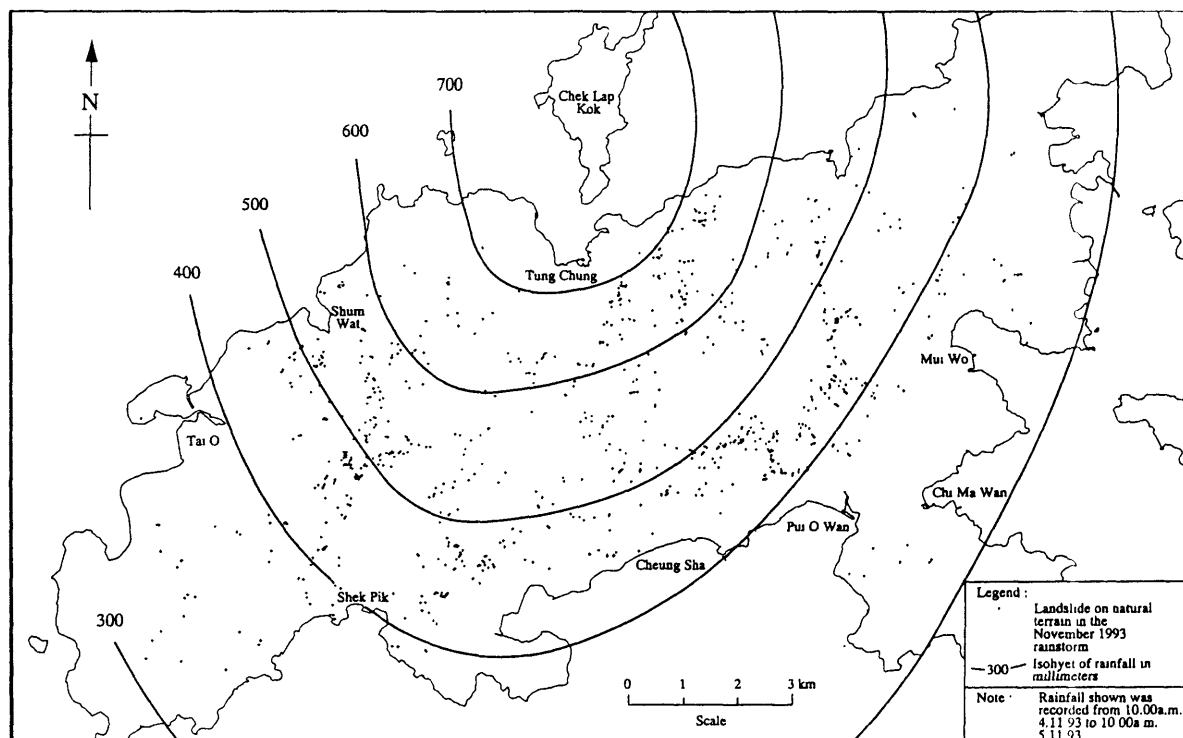 N
700
Chek Lap
Kok
600
500
400
Tung Chung
Shum
Wat
Mui Wo
Tai O
Chi Ma Wan
Pui O Wan
Cheung Sha
Shek Pik
300
Legend :
Landslide on natural
terrain in the
November 1993
rainstorm
300 Isohyet of rainfall in
millimeters
0 1 2 3 km
Scale
Note : Rainfall shown was
recorded from 10.00a.m.
4.11 93 to 10 00a m.
5.11 93